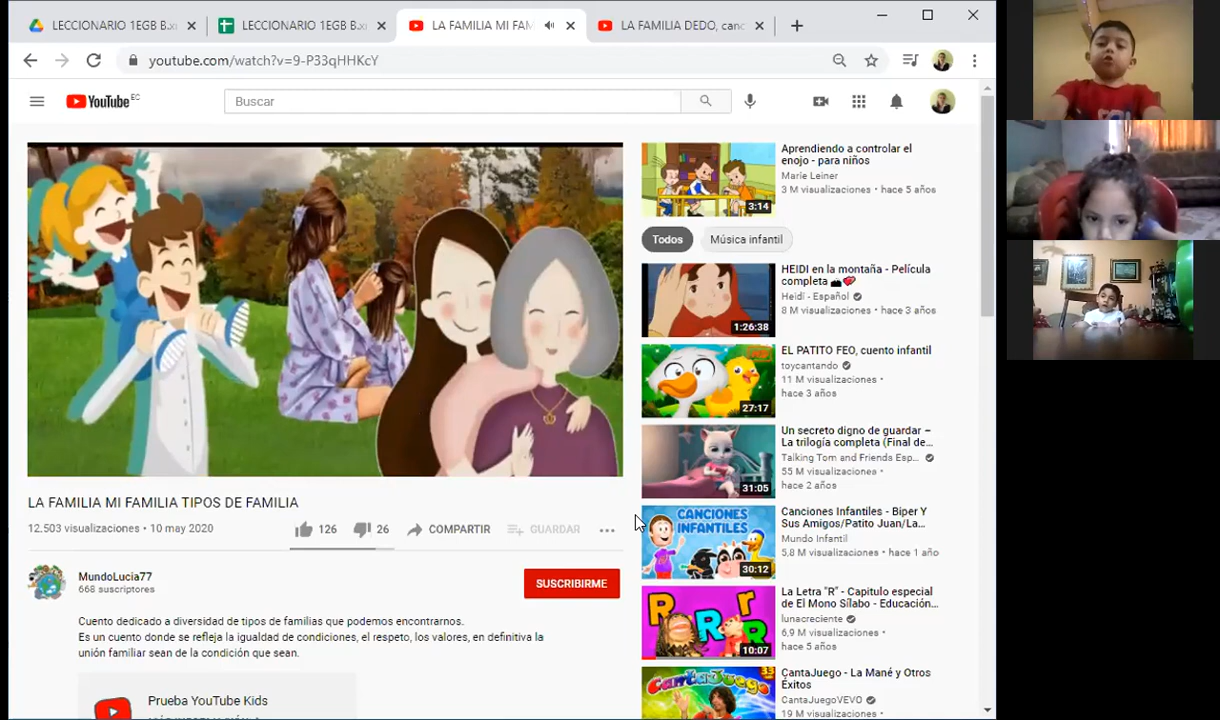 LECCIONARIO 1EGB B.x
LECCIONARIO 1EGB B.x
LA FAMILIA MI FAM
LA FAMILIA DEDO, can
youtube.com/watch?v=9-P33qHHKcY
YouTube EC
Buscar
LA FAMILIA MI FAMILIA TIPOS DE FAMILIA
12.503 visualizaciones • 10 may 2020
126
26
COMPARTIR
GUARDAR
MundoLucia77
668 suscriptores
SUSCRIBIRME
Cuento dedicado a diversidad de tipos de familias que podemos encontrarnos.
Es un cuento donde se refleja la igualdad de condiciones, el respeto, los valores, en definitiva la
unión familiar sean de la condición que sean.
Prueba YouTube Kids
3:14
Aprendiendo a controlar el
enojo - para niños
Marie Leiner
3 M visualizaciones • hace 5 años
Todos
Música infantil
1:26:38
HEIDI en la montaña - Película
completa
Heidi - Español
8 M visualizaciones • hace 3 años
27:17
EL PATITO FEO, cuento infantil
toycantando
11 M visualizaciones •
hace 3 años
31:05
Un secreto digno de guardar –
La trilogía completa (Final de...
Talking Tom and Friends Esp...
55 M visualizaciones •
hace 2 años
CANCIONES
INFANTILES
30:12
Canciones Infantiles - Biper Y
Sus Amigos/Patito Juan/La...
Mundo Infantil
5,8 M visualizaciones • hace 1 año
R R r R
10:07
La Letra "R" - Capítulo especial
de El Mono Sílabo - Educación...
lunacreciente
6,9 M visualizaciones •
hace 5 años
CantaJuego
CantaJuego - La Mané y Otros
Éxitos
CantaJuegoVEVO
19 M visualizaciones •